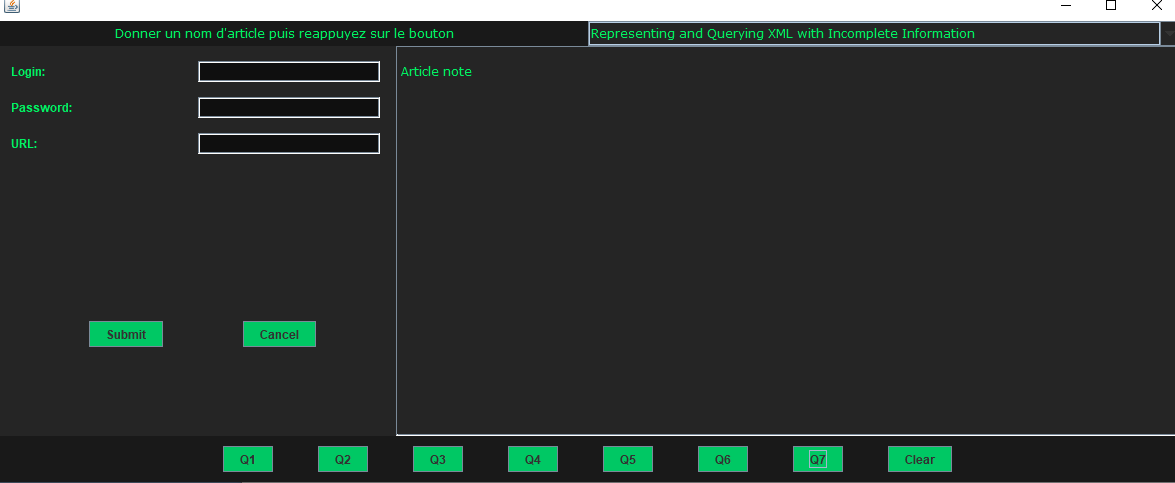 Donner un nom d'article puis reappuyez sur le bouton
Representing and Querying XML with Incomplete Information
Login:
Password:
URL:
Article note
Submit
Cancel
Q1
Q2
Q3
Q4
Q5
Q6
Q7
Clear